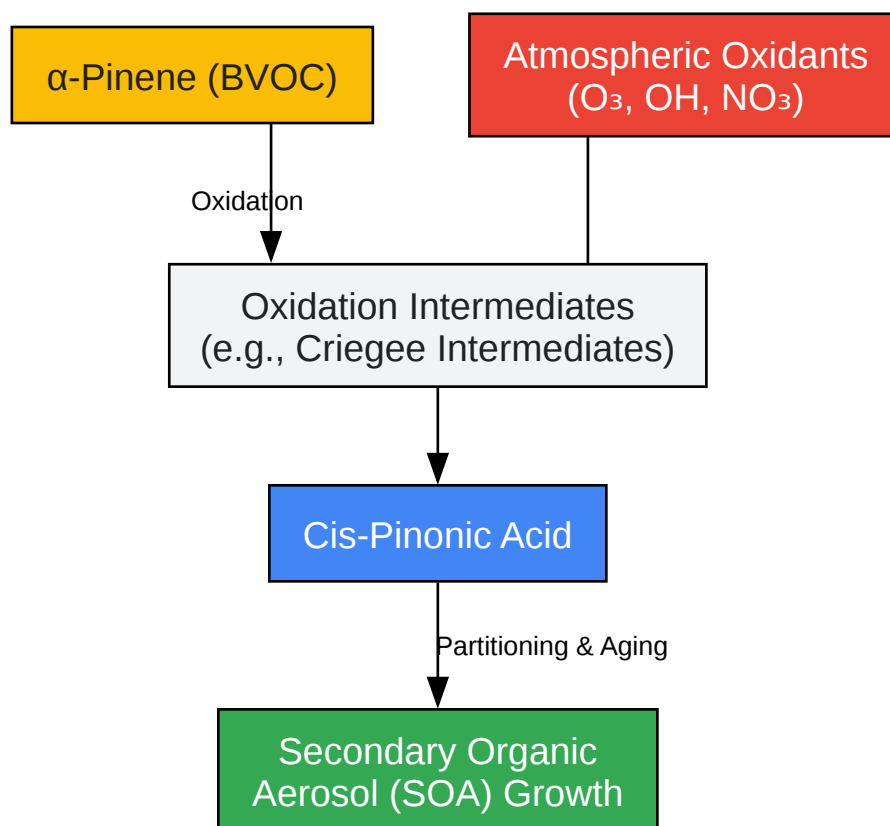 α-Pinene (BVOC)
Atmospheric Oxidants
(O₃, OH, NO₃)
Oxidation
Oxidation Intermediates
(e.g., Criegee Intermediates)
Cis-Pinonic Acid
Partitioning & Aging
Secondary Organic
Aerosol (SOA) Growth